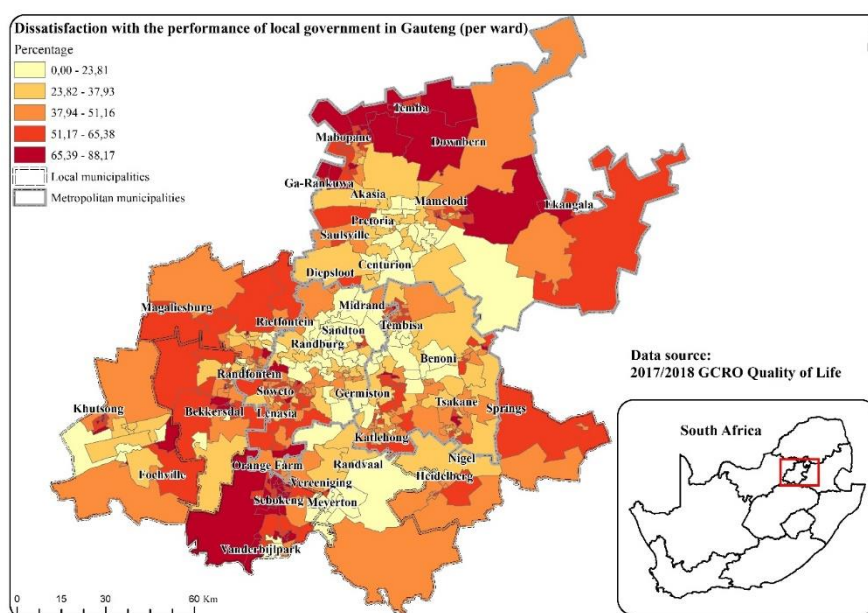 Dissatisfaction with the performance of local government in Gauteng (per ward)
Percentage
0,00 - 23,81
23,82 - 37,93
37,94 - 51,16
51,17 - 65,38
65,39 - 88,17
Local municipalities
Metropolitan municipalities
Temba
Mabopane
Downbern
Ga-Rankuwa
Akasia
Mamelodi
Ekangala
Pretoria
Saulsville
Centurion
Diepsloot
Magaliesburg
Midrand
Rietfontein
Tembisa
Sandton
Randburg
Benoni
Randfontein
Soweto
Germiston
Khutsong
Bekkersdal
Lenasia
Tsakane
Springs
Katlehong
Orange Farm
Randvaal
Nigel
Fochville
Vereeniging
Heidelberg
Sebokeng
Meyerton
Vanderbijlpark
Data source:
2017/2018 GCRO Quality of Life
South Africa
0 15 30 60 Km